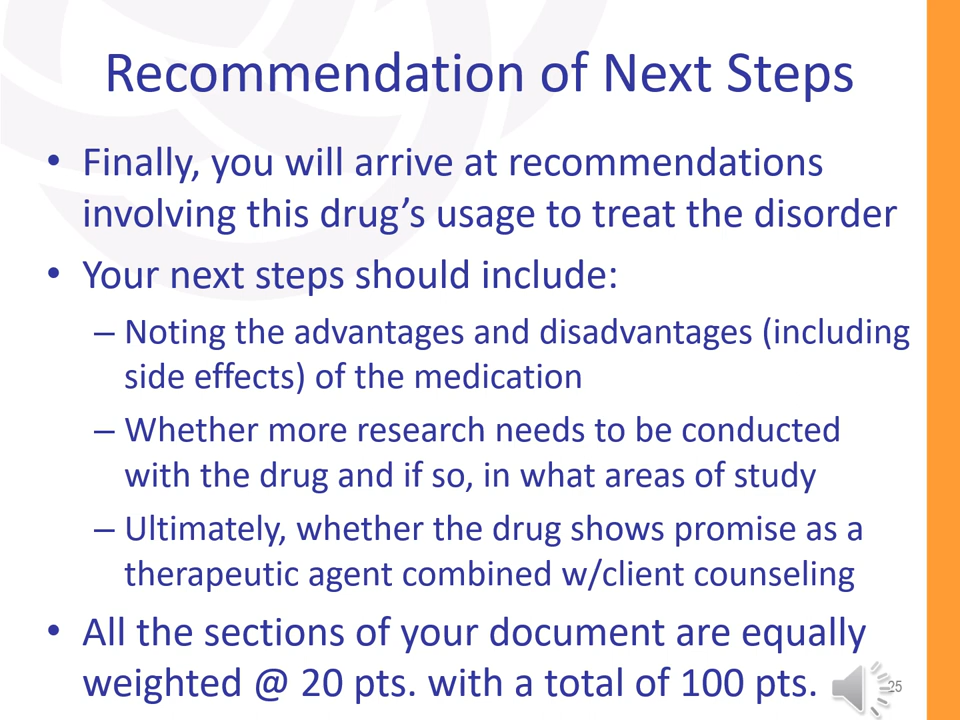 Recommendation of Next Steps
• Finally, you will arrive at recommendations
involving this drug’s usage to treat the disorder
• Your next steps should include:
– Noting the advantages and disadvantages (including
side effects) of the medication
– Whether more research needs to be conducted
with the drug and if so, in what areas of study
– Ultimately, whether the drug shows promise as a
therapeutic agent combined w/client counseling
• All the sections of your document are equally
weighted @ 20 pts. with a total of 100 pts.
25